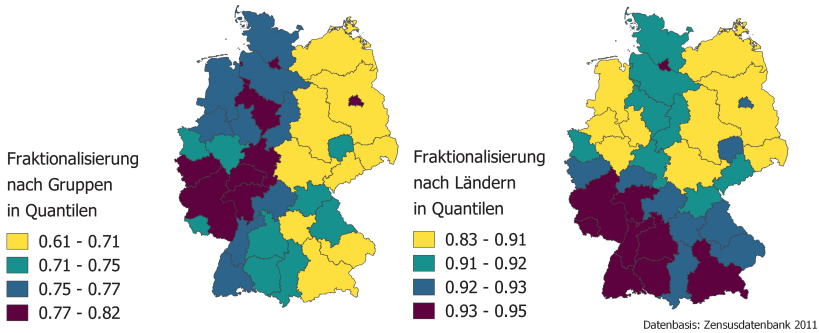 Fraktionalisierung
nach Gruppen
in Quantilen
0.61 - 0.71
0.71 - 0.75
0.75 - 0.77
0.77 - 0.82
Fraktionalisierung
nach Ländern
in Quantilen
0.83 - 0.91
0.91 - 0.92
0.92 - 0.93
0.93 - 0.95
Datenbasis: Zensusdatenbank 2011